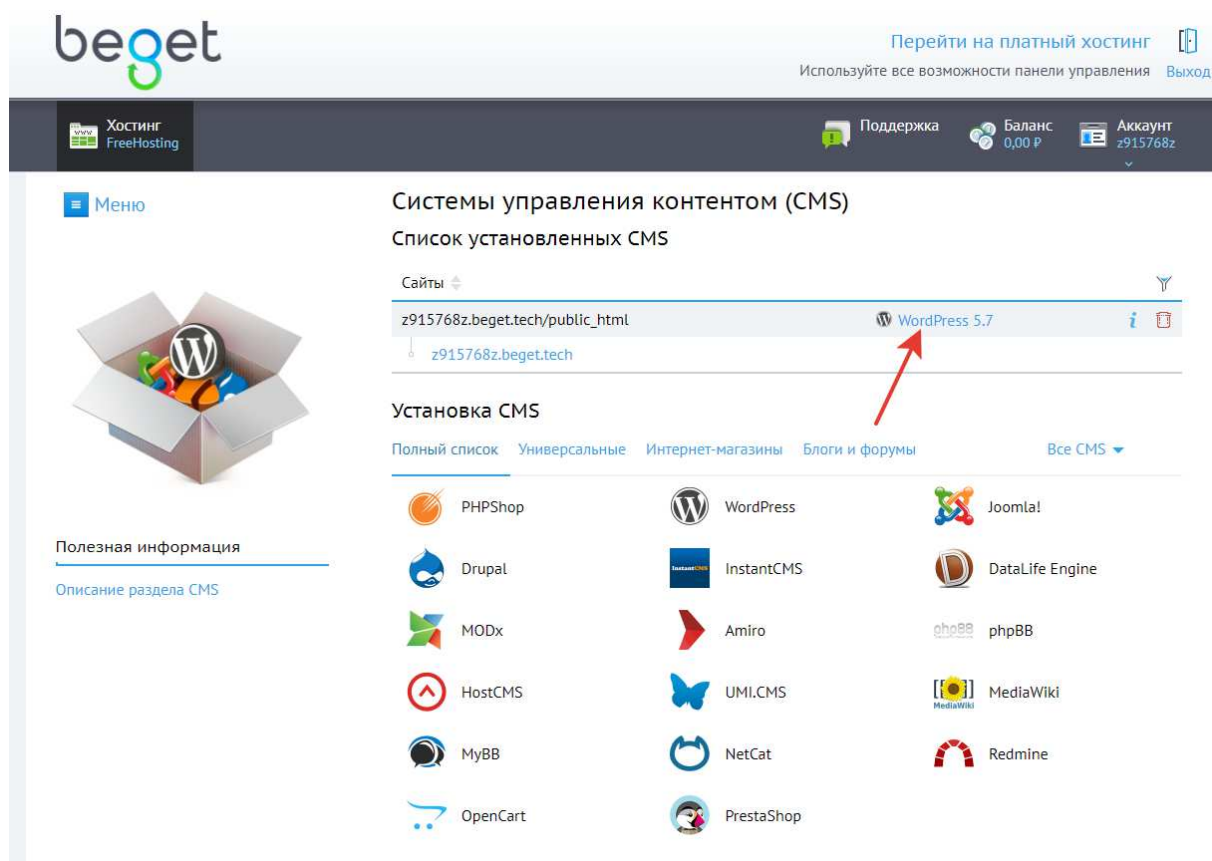 beget
Перейти на платный хостинг
Используйте все возможности панели управления Выход
Хостинг
FreeHosting
Поддержка
Баланс
0,00 ₽
Аккаунт
z915768z
Меню
Системы управления контентом (CMS)
Список установленных CMS
Сайты
z915768z.beget.tech/public_html WordPress 5.7
z915768z.beget.tech
Установка CMS
Полный список Универсальные Интернет-магазины Блоги и форумы Все CMS
PHPShop WordPress Joomla!
Полезная информация
Описание раздела CMS
Drupal InstantCMS InstantCMS DataLife Engine
MODx Amiro phpBB phpBB
HostCMS UMI.CMS MediaWiki MediaWiki
MyBB NetCat Redmine
OpenCart PrestaShop